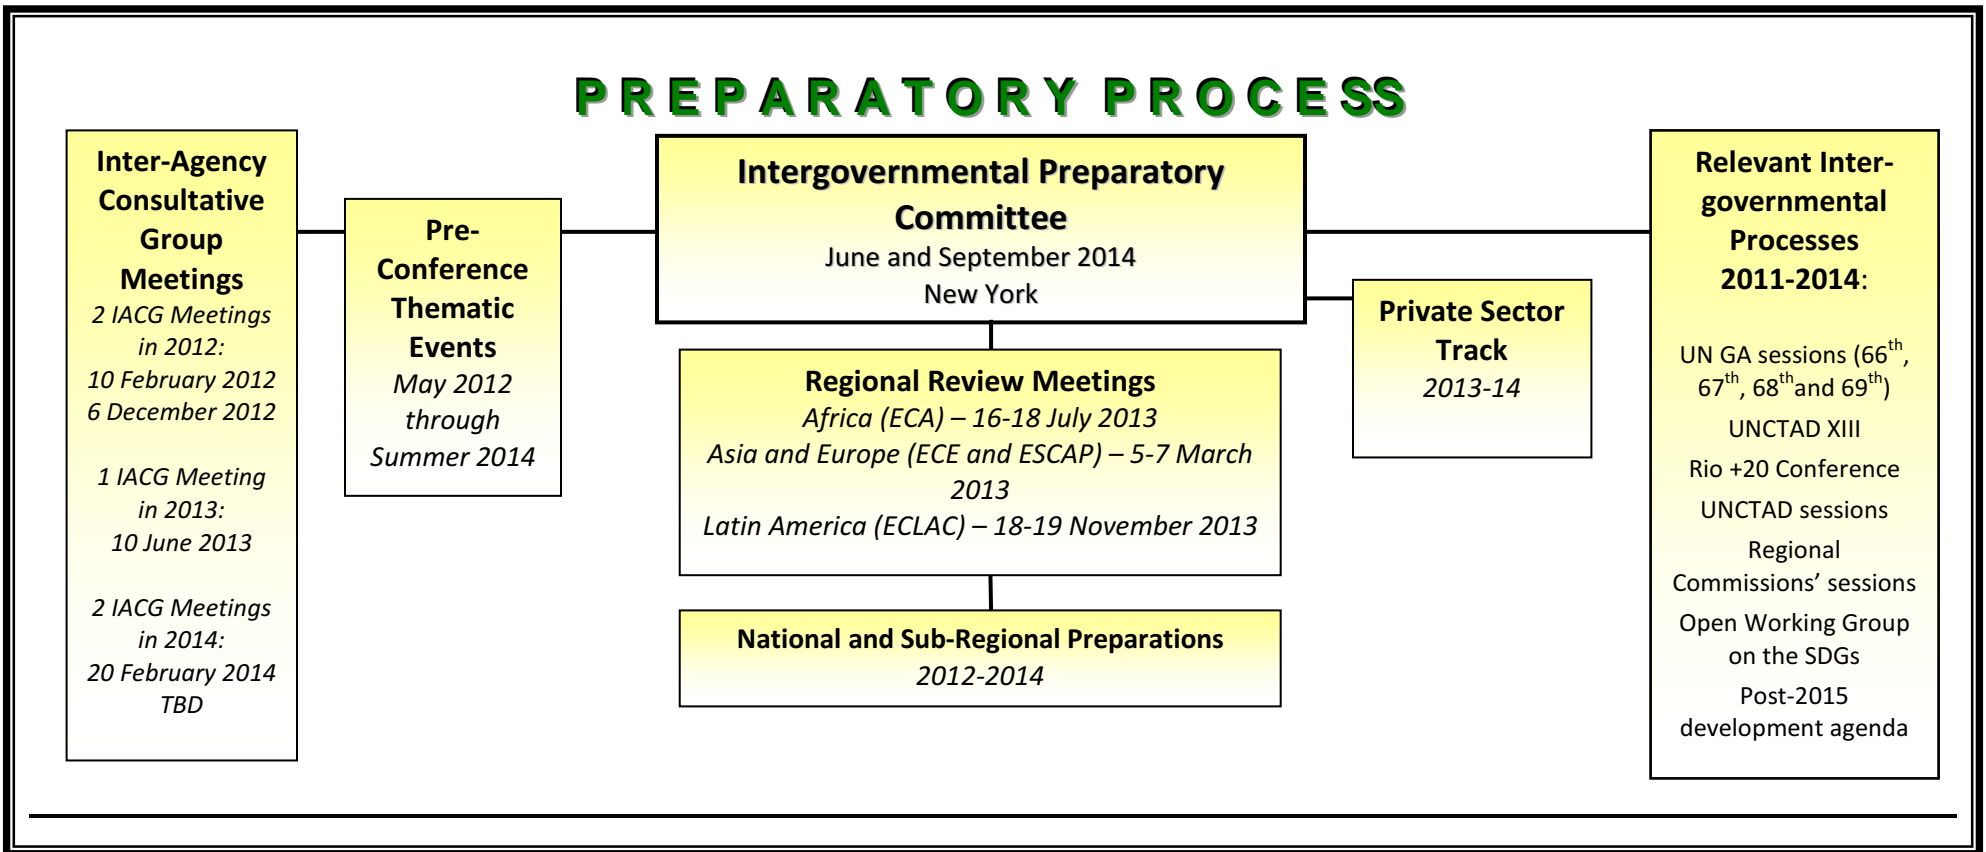 PREPARATORY PROCESS
Inter-Agency
Consultative
Group
Meetings
2 IACG Meetings
in 2012:
10 February 2012
6 December 2012
1 IACG Meeting
in 2013:
10 June 2013
2 IACG Meetings
in 2014:
20 February 2014
TBD
Pre-
Conference
Thematic
Events
May 2012
through
Summer 2014
Intergovernmental Preparatory
Committee
June and September 2014
New York
Regional Review Meetings
Africa (ECA) – 16-18 July 2013
Asia and Europe (ECE and ESCAP) – 5-7 March
2013
Latin America (ECLAC) – 18-19 November 2013
National and Sub-Regional Preparations
2012-2014
Private Sector
Track
2013-14
Relevant Inter-
governmental
Processes
2011-2014:
UN GA sessions (66th,
67th, 68thand 69th)
UNCTAD XIII
Rio +20 Conference
UNCTAD sessions
Regional
Commissions’ sessions
Open Working Group
on the SDGs
Post-2015
development agenda